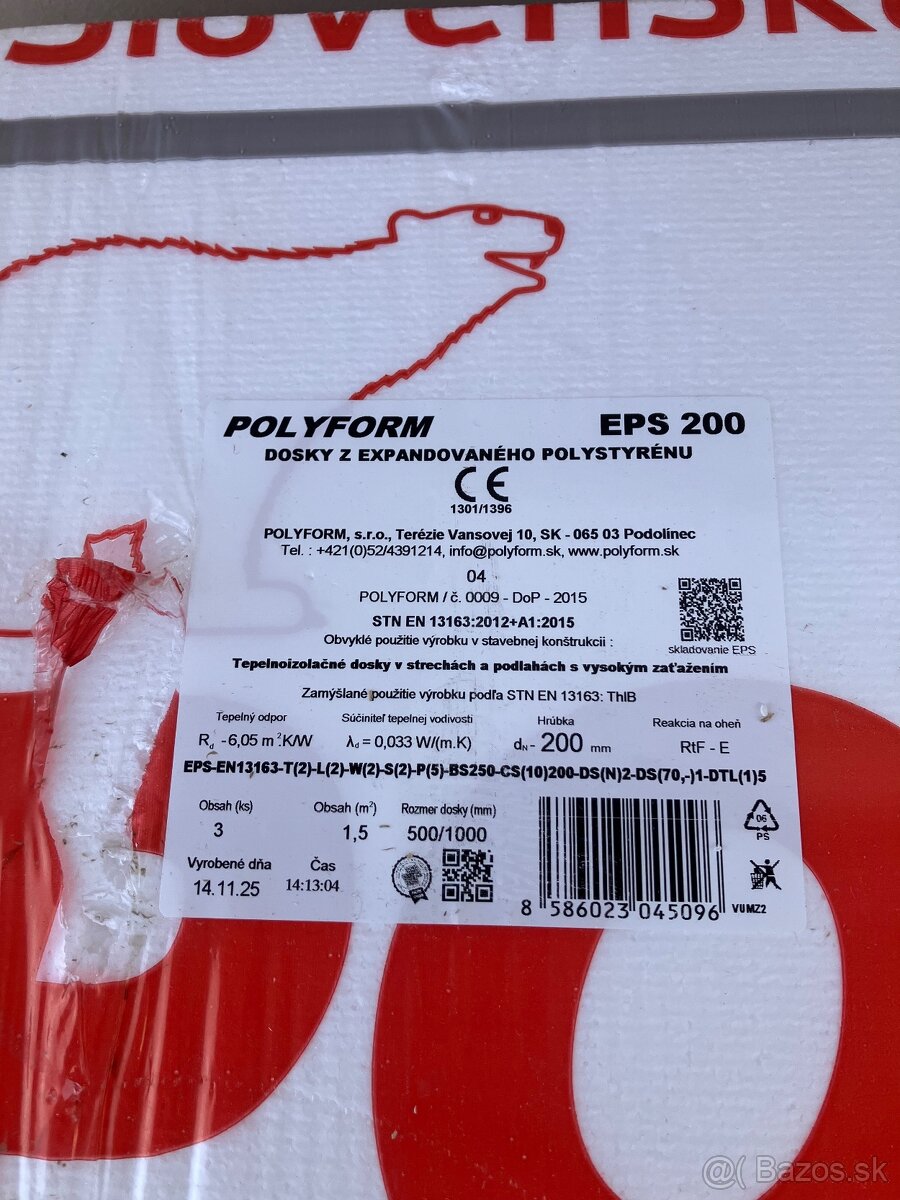 Slovensk
POLYFORM EPS 200
DOSKY Z EXPANDOVANÉHO POLYSTYRÉNU
CE
1301/1396
POLYFORM, s.r.o., Terézie Vansovej 10, SK - 065 03 Podolínec
Tel. : +421(0)52/4391214, info@polyform.sk, www.polyform.sk
04
POLYFORM / č. 0009 - DoP - 2015
STN EN 13163:2012+A1:2015
Obvyklé použitie výrobku v stavebnej konštrukcii :
skladovanie EPS
Tepelnoizolačné dosky v strechách a podlahách s vysokým zaťažením
Zamýšľané použitie výrobku podľa STN EN 13163: ThIB
Tepelný odpor Súčiniteľ tepelnej vodivosti Hrúbka Reakcia na oheň
Rd - 6,05 m²K/W λd = 0,033 W/(m.K) dN - 200 mm RtF - E
EPS-EN13163-T(2)-L(2)-W(2)-S(2)-P(5)-BS250-CS(10)200-DS(N)2-DS(70,-)1-DTL(1)5
Obsah (ks) Obsah (m²) Rozmer dosky (mm)
3 1,5 500/1000
06
PS
Vyrobené dňa Čas
14.11.25 14:13:04
8 586023 045096 VUMZ2
@ Bazos.sk